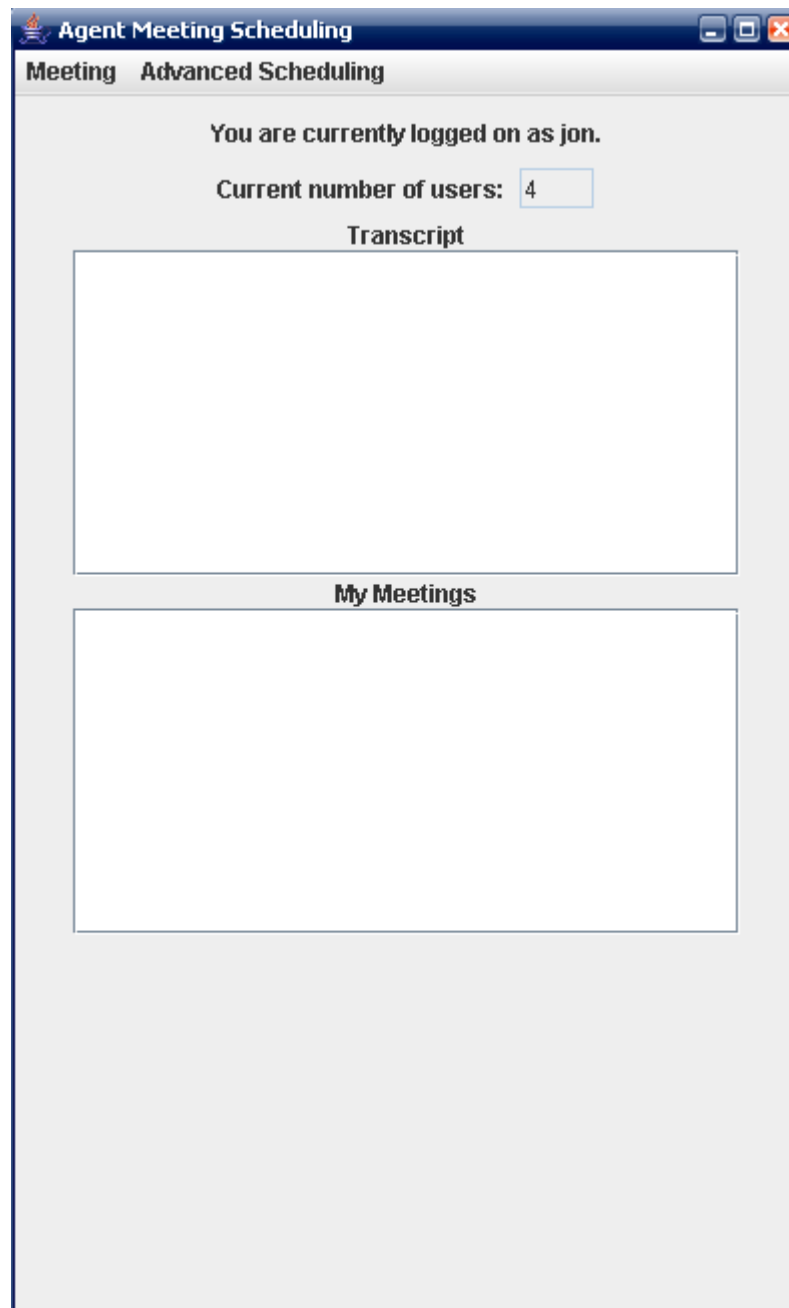 Agent Meeting Scheduling
Meeting Advanced Scheduling
You are currently logged on as jon.
Current number of users: 4
Transcript
My Meetings